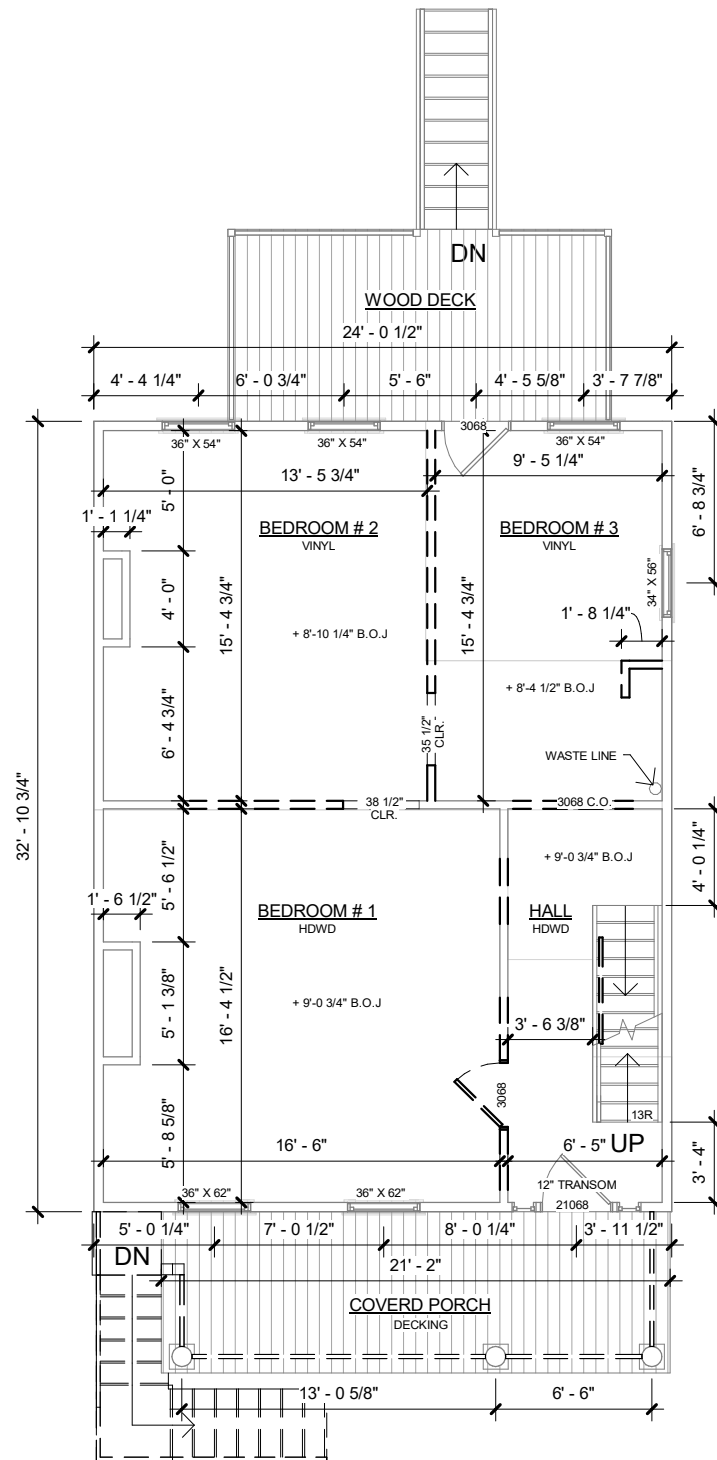 DN
WOOD DECK
24' - 0 1/2"
4' - 4 1/4"
6' - 0 3/4"
5' - 6"
4' - 5 5/8"
3' - 7 7/8"
36" X 54"
36" X 54"
3068
36" X 54"
13' - 5 3/4"
9' - 5 1/4"
5' - 0"
6' - 8 3/4"
1' - 1 1/4"
BEDROOM # 2
VINYL
BEDROOM # 3
VINYL
34" X 56"
4' - 0"
15' - 4 3/4"
15' - 4 3/4"
1' - 8 1/4"
+ 8'-10 1/4" B.O.J
+ 8'-4 1/2" B.O.J
6' - 4 3/4"
35 1/2"
CLR.
WASTE LINE
32' - 10 3/4"
38 1/2"
CLR.
3068 C.O.
5' - 6 1/2"
+ 9'-0 3/4" B.O.J
4' - 0 1/4"
1' - 6 1/2"
BEDROOM # 1
HDWD
HALL
HDWD
5' - 1 3/8"
16' - 4 1/2"
+ 9'-0 3/4" B.O.J
3' - 6 3/8"
3068
13R
5' - 8 5/8"
16' - 6"
6' - 5"
UP
3' - 4"
36" X 62"
36" X 62"
12" TRANSOM
21068
5' - 0 1/4"
7' - 0 1/2"
8' - 0 1/4"
3' - 11 1/2"
DN
21' - 2"
COVERD PORCH
DECKING
13' - 0 5/8"
6' - 6"